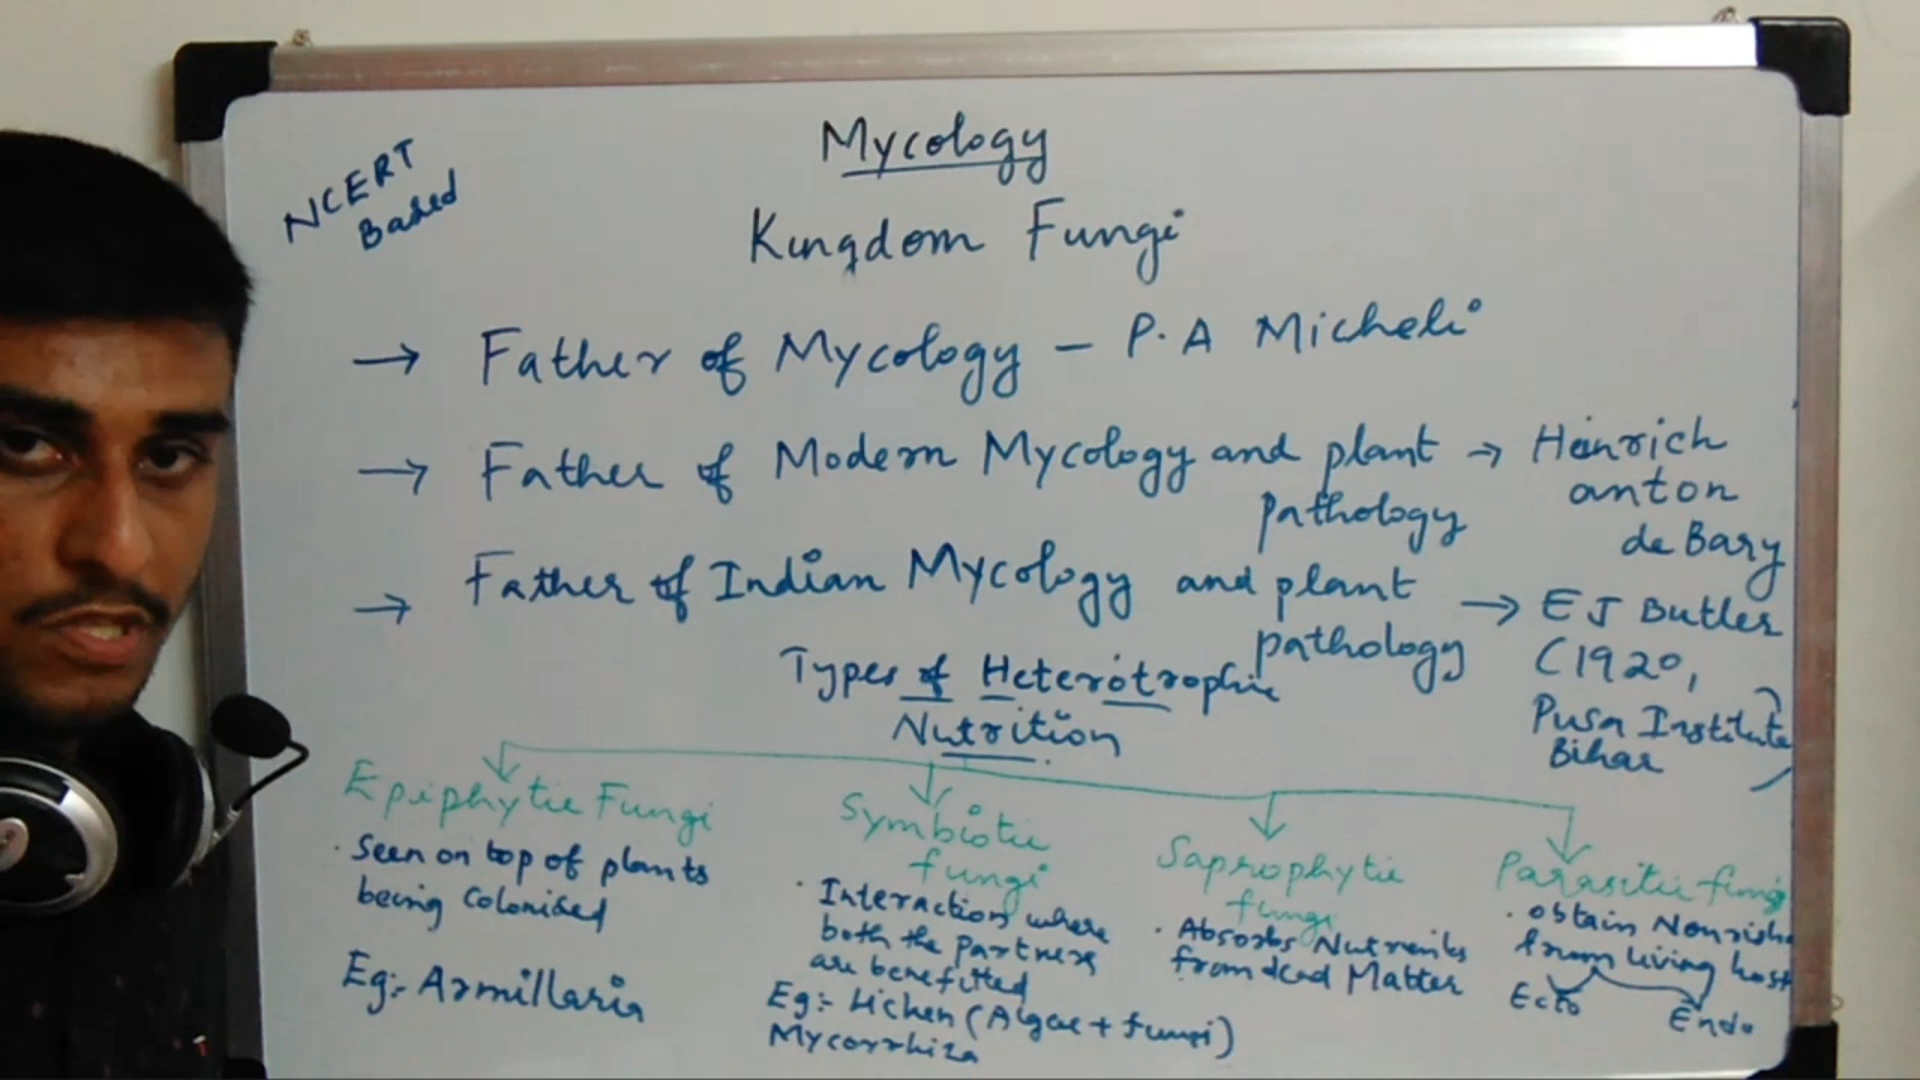 NCERT
Based
Mycology
Kingdom Fungi
→ Father of Mycology – P.A Micheli
→ Father of Modern Mycology and plant pathology → Heinrich anton de Bary
→ Father of Indian Mycology and plant pathology → EJ Butler (1920, Pusa Institute, Bihar)
Types of Heterotrophic
Nutrition
Epiphytic Fungi
· Seen on top of plants
being Colonised
Eg:- Armillaria
Symbiotic
fungi
· Interaction where
both the partners
are benefitted
Eg:- Lichen (Algae + fungi)
Mycorrhiza
Saprophytic
fungi
· Absorbs Nutrients
from dead Matter
Parasitic fungi
· obtain Nourish
from living host
Ecto
Endo